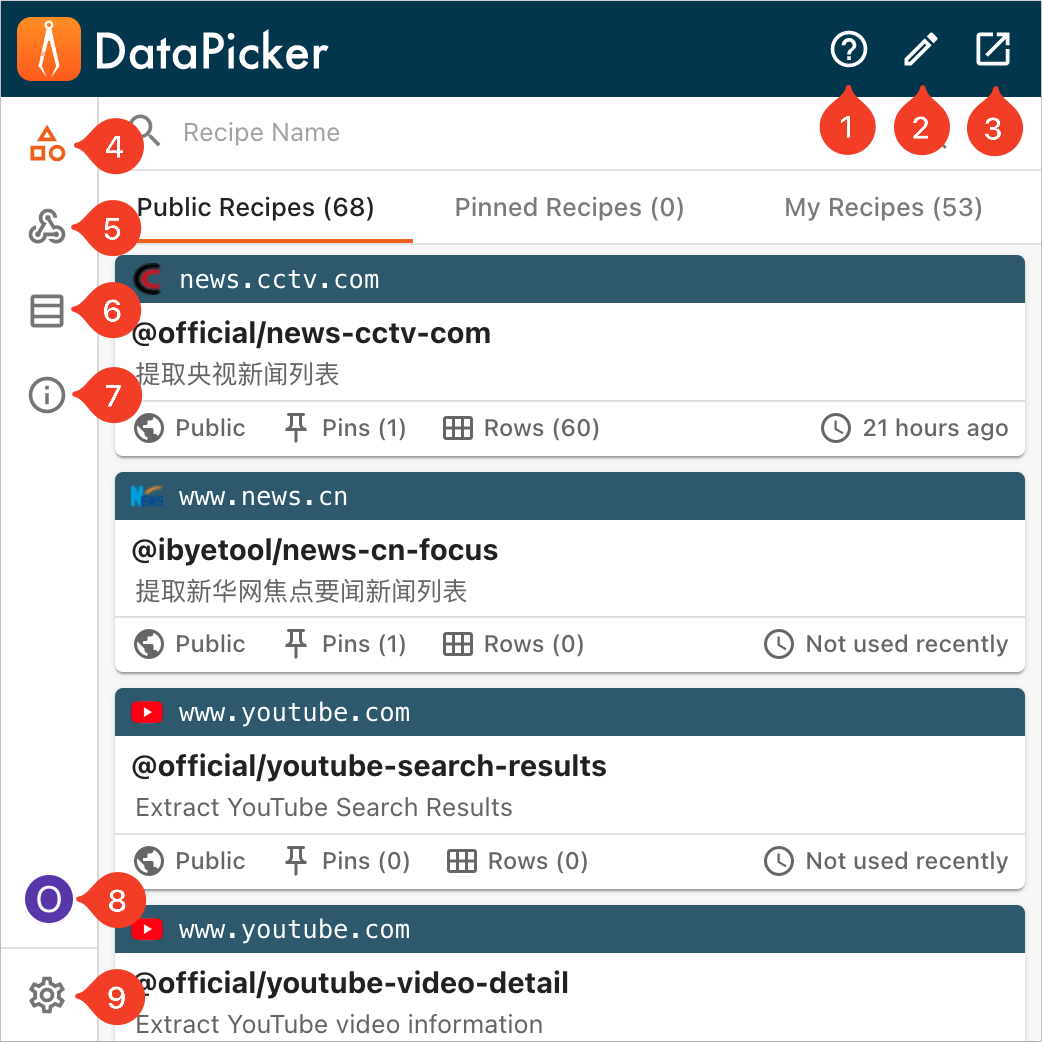 DataPicker
1
2
3
4
Recipe Name
5
Public Recipes (68)
Pinned Recipes (0)
My Recipes (53)
news.cctv.com
6
@official/news-cctv-com
提取央视新闻列表
7
Public
Pins (1)
Rows (60)
21 hours ago
News
www.news.cn
@ibyetool/news-cn-focus
提取新华网焦点要闻新闻列表
Public
Pins (1)
Rows (0)
Not used recently
www.youtube.com
@official/youtube-search-results
Extract YouTube Search Results
Public
Pins (0)
Rows (0)
Not used recently
O
8
www.youtube.com
9
@official/youtube-video-detail
Extract YouTube video information